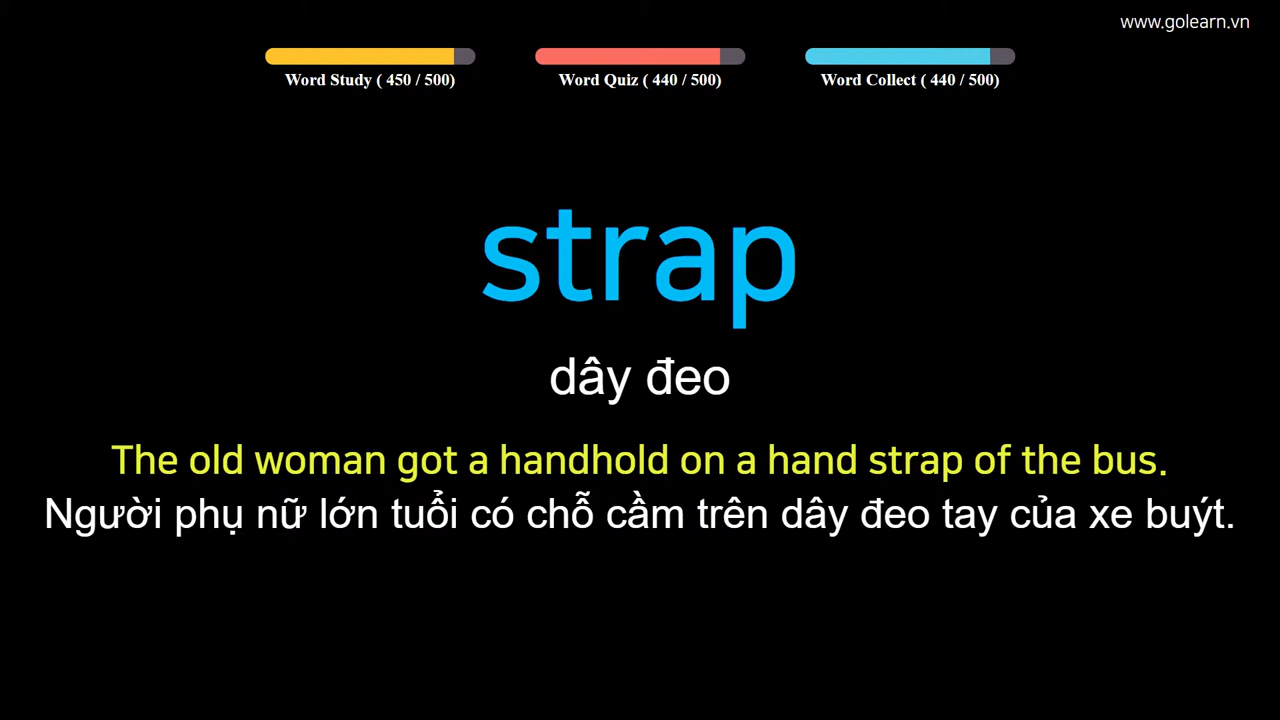 www.golearn.vn
Word Study ( 450 / 500) Word Quiz ( 440 / 500) Word Collect ( 440 / 500)
strap
dây đeo
The old woman got a handhold on a hand strap of the bus.
Người phụ nữ lớn tuổi có chỗ cầm trên dây đeo tay của xe buýt.